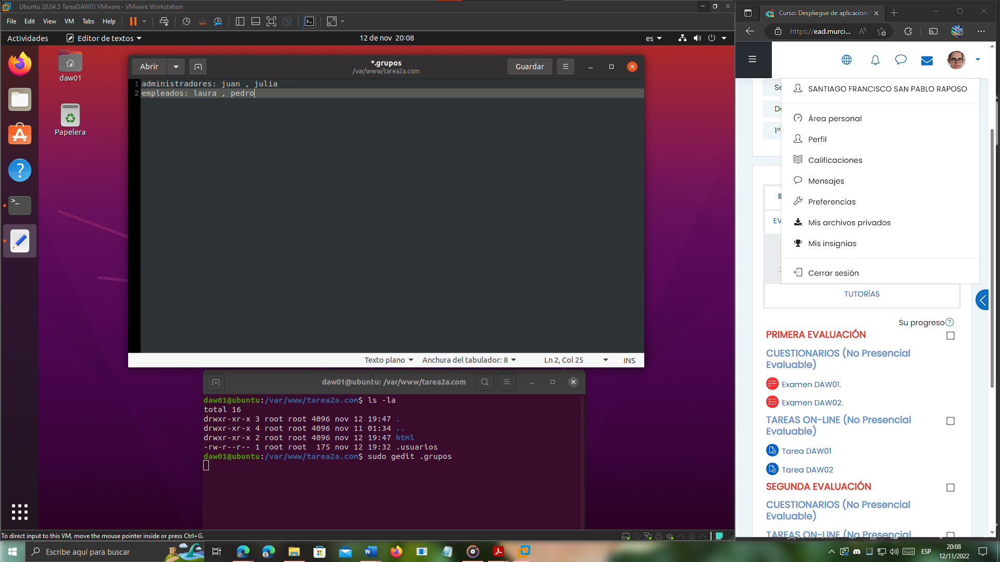 Ubuntu 20.04.5 TareaDAW01 VMware - VMware Workstation
File Edit View VM Tabs Help
Actividades
Editor de textos
12 de nov 20:08
es
daw01
Papelera
Abrir
*.grupos
/var/www/tarea2a.com
Guardar
1 administradores: juan , julia
2 empleados: laura , pedro
Texto plano
Anchura del tabulador: 8
Ln 2, Col 25
INS
daw01@ubuntu: /var/www/tarea2a.com
daw01@ubuntu:/var/www/tarea2a.com$ ls -la
total 16
drwxr-xr-x 3 root root 4096 nov 12 19:47 .
drwxr-xr-x 4 root root 4096 nov 11 01:34 ..
drwxr-xr-x 2 root root 4096 nov 12 19:47 html
-rw-r--r-- 1 root root  175 nov 12 19:32 .usuarios
daw01@ubuntu:/var/www/tarea2a.com$ sudo gedit .grupos
To direct input to this VM, move the mouse pointer inside or press Ctrl+G.
Curso: Despliegue de aplicacione
https://ead.murci...
SANTIAGO FRANCISCO SAN PABLO RAPOSO
Área personal
Perfil
Calificaciones
Mensajes
Preferencias
Mis archivos privados
Mis insignias
Cerrar sesión
1ª
EV
TUTORÍAS
Su progreso
PRIMERA EVALUACIÓN
CUESTIONARIOS (No Presencial
Evaluable)
Examen DAW01.
Examen DAW02.
TAREAS ON-LINE (No Presencial
Evaluable)
Tarea DAW01
Tarea DAW02
SEGUNDA EVALUACIÓN
CUESTIONARIOS (No Presencial
Evaluable)
TAREAS ON-LINE (No Presencial
Escribe aquí para buscar
ESP
20:08
12/11/2022